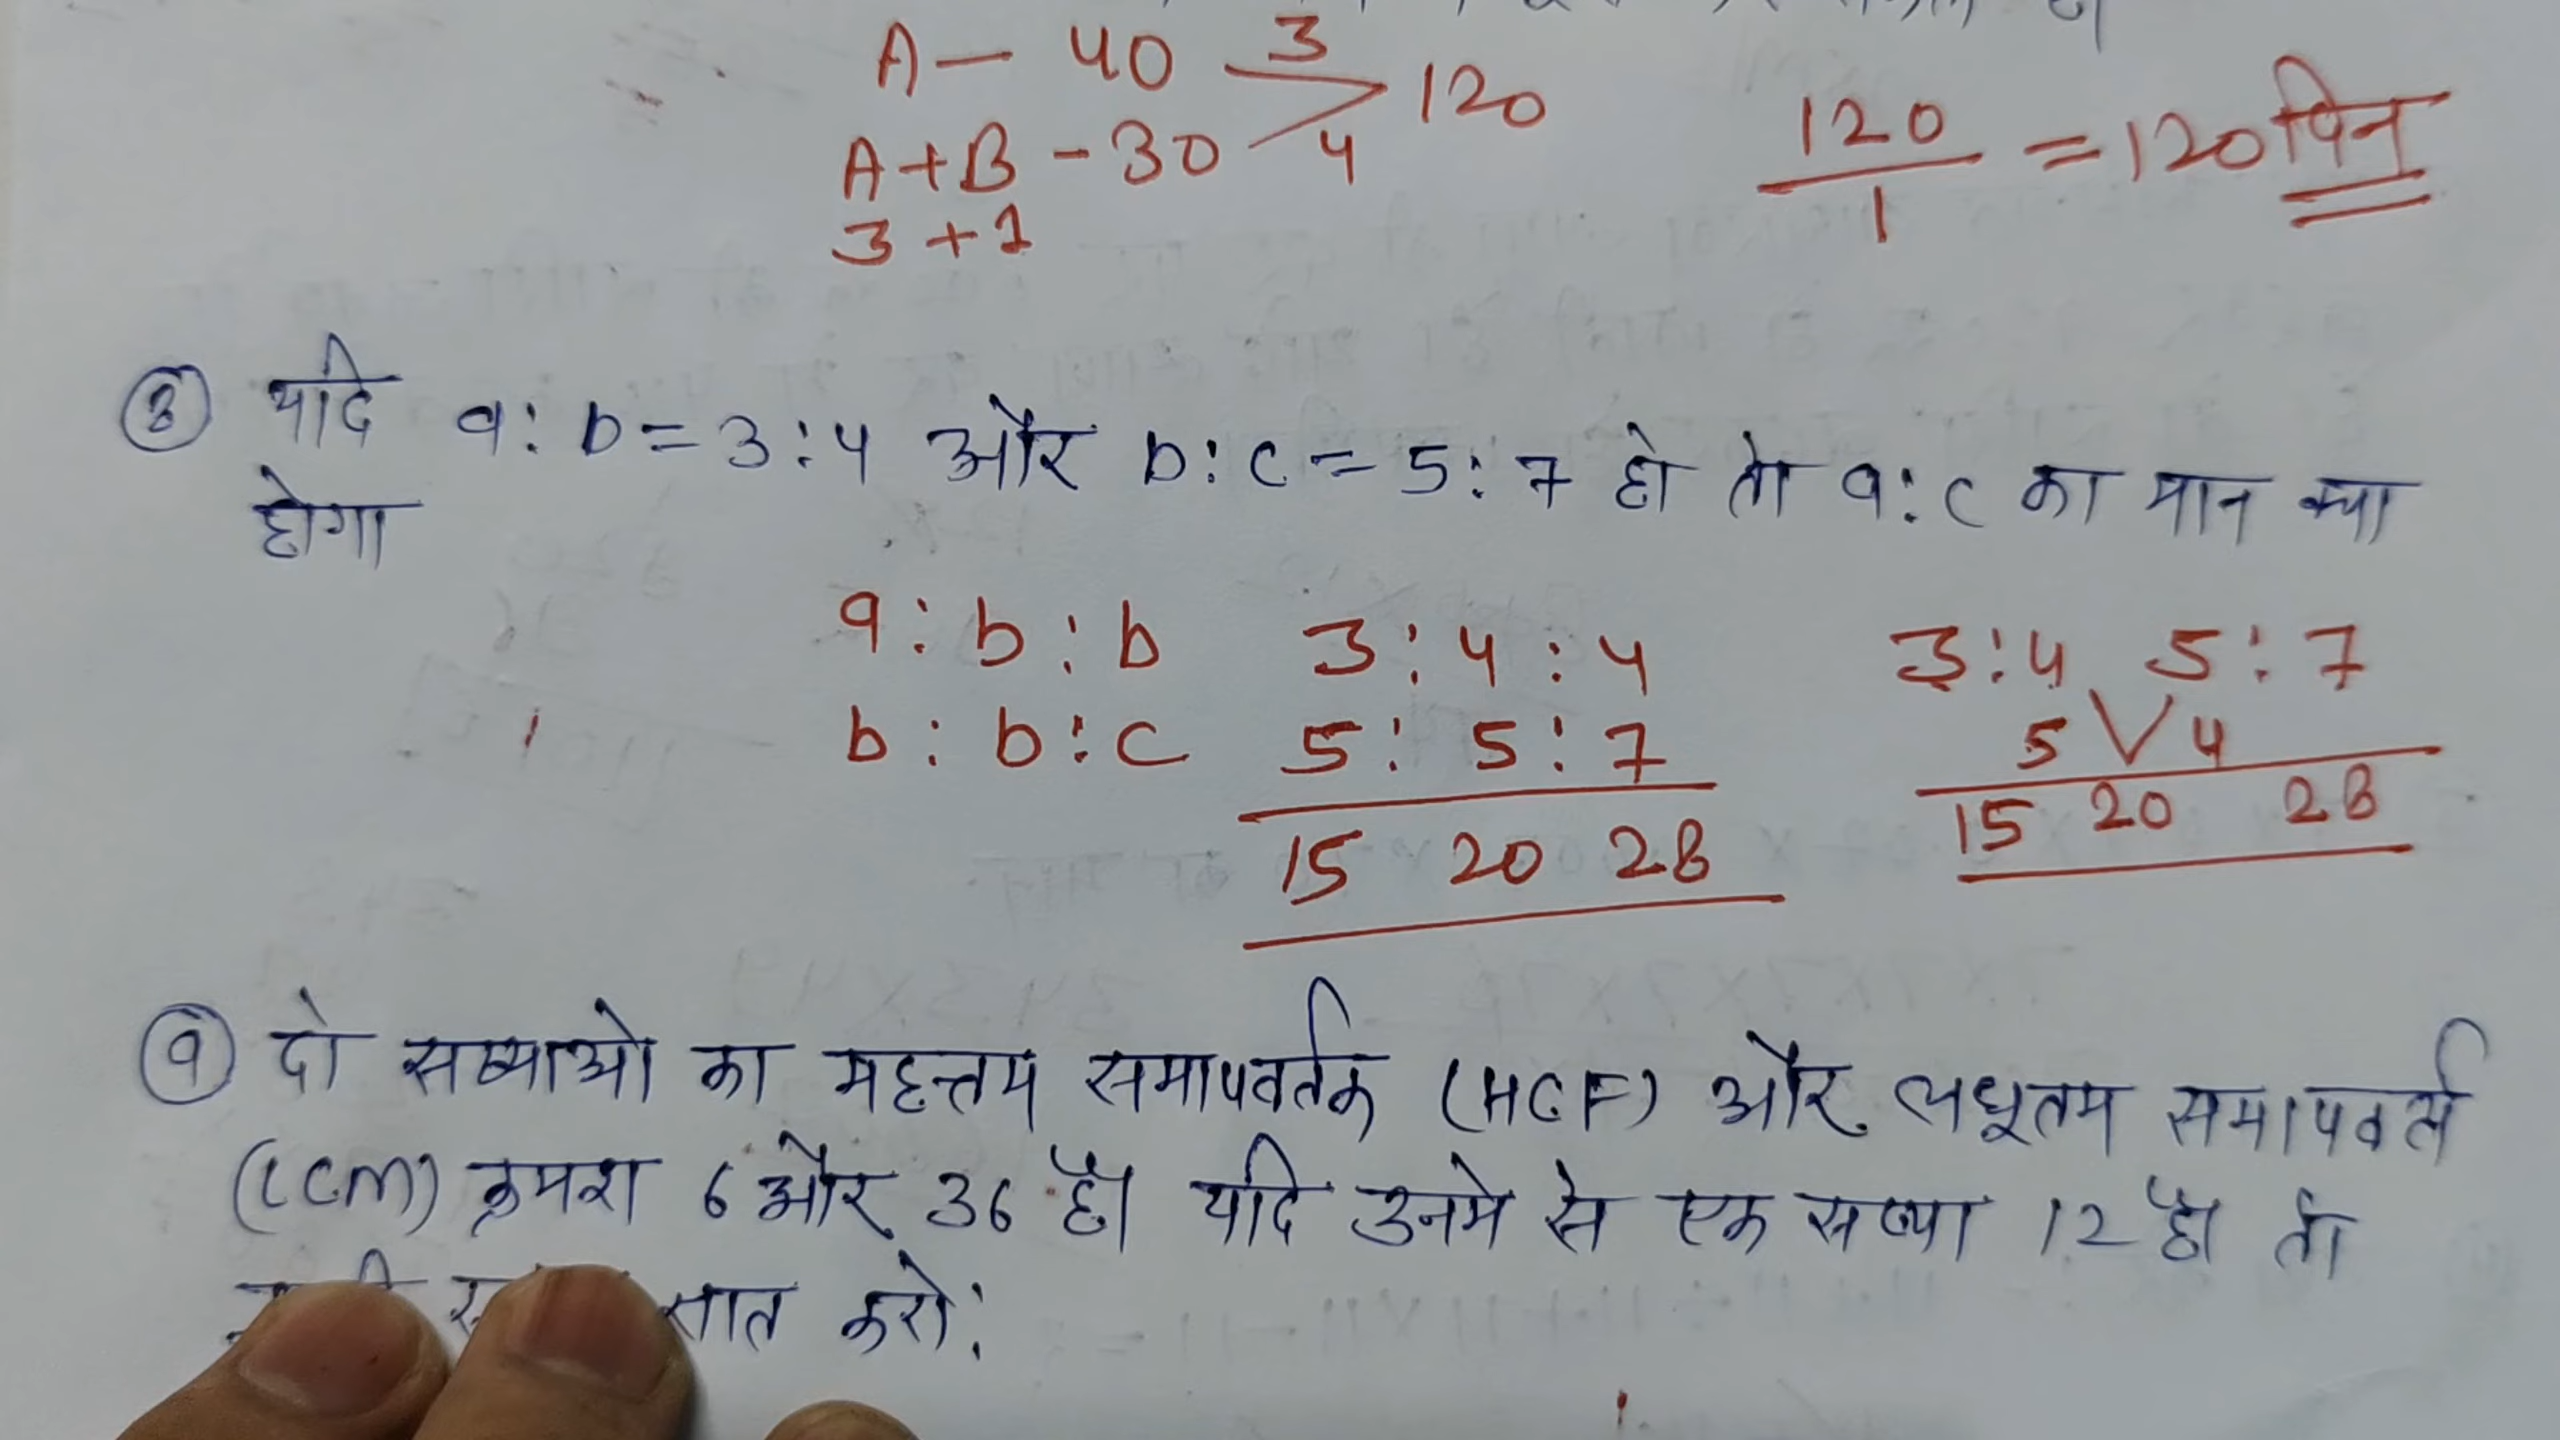 A — 40 3
120
A+B - 30 4
3 + 1
120
1
= 120 दिन
8 यदि a : b = 3 : 4 और b : c = 5 : 7 हो तो a : c का मान क्या
होगा
a : b : b 3 : 4 : 4 3 : 4 5 : 7
b : b : c 5 : 5 : 7 5 4
15 20 28 15 20 28
9 दो सख्याओ का महत्तम समापवर्तक (HCF) और लघुतम समापवर्त्य
(LCM) क्रमश 6 और 36 है। यदि उनमे से एक सख्या 12 है। तो
करो: